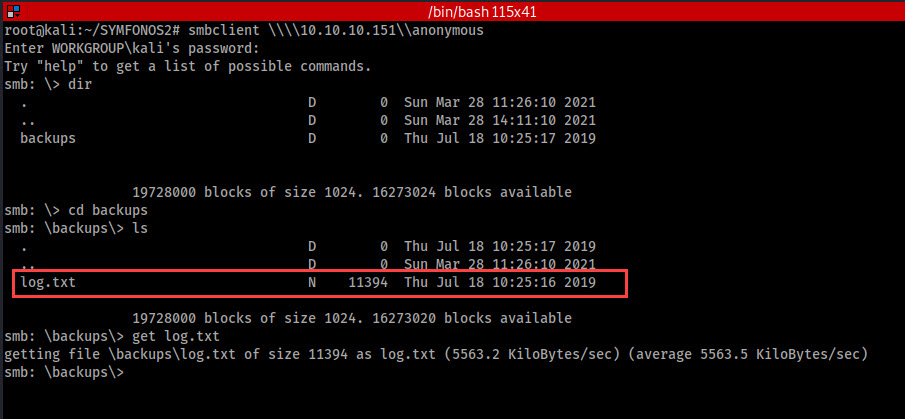 /bin/bash 115x41
root@kali:~/SYMFONOS2# smbclient \\\\10.10.10.151\\anonymous
Enter WORKGROUP\kali's password:
Try "help" to get a list of possible commands.
smb: \> dir
  .                                   D        0  Sun Mar 28 11:26:10 2021
  ..                                  D        0  Sun Mar 28 14:11:10 2021
  backups                             D        0  Thu Jul 18 10:25:17 2019
                19728000 blocks of size 1024. 16273024 blocks available
smb: \> cd backups
smb: \backups\> ls
  .                                   D        0  Thu Jul 18 10:25:17 2019
  ..                                  D        0  Sun Mar 28 11:26:10 2021
  log.txt                             N    11394  Thu Jul 18 10:25:16 2019
                19728000 blocks of size 1024. 16273020 blocks available
smb: \backups\> get log.txt
getting file \backups\log.txt of size 11394 as log.txt (5563.2 KiloBytes/sec) (average 5563.5 KiloBytes/sec)
smb: \backups\>